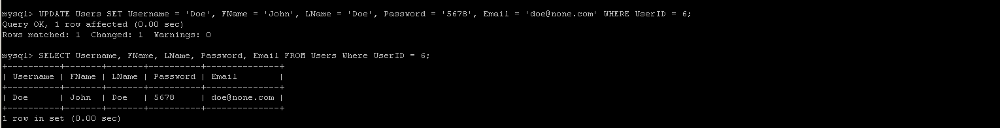 mysql> UPDATE Users SET Username = 'Doe', FName = 'John', LName = 'Doe', Password = '5678', Email = 'doe@none.com' WHERE UserID = 6;
Query OK, 1 row affected (0.00 sec)
Rows matched: 1  Changed: 1  Warnings: 0
mysql> SELECT Username, FName, LName, Password, Email FROM Users Where UserID = 6;
+----------+-------+-------+----------+--------------+
| Username | FName | LName | Password | Email        |
+----------+-------+-------+----------+--------------+
| Doe      | John  | Doe   | 5678     | doe@none.com |
+----------+-------+-------+----------+--------------+
1 row in set (0.00 sec)